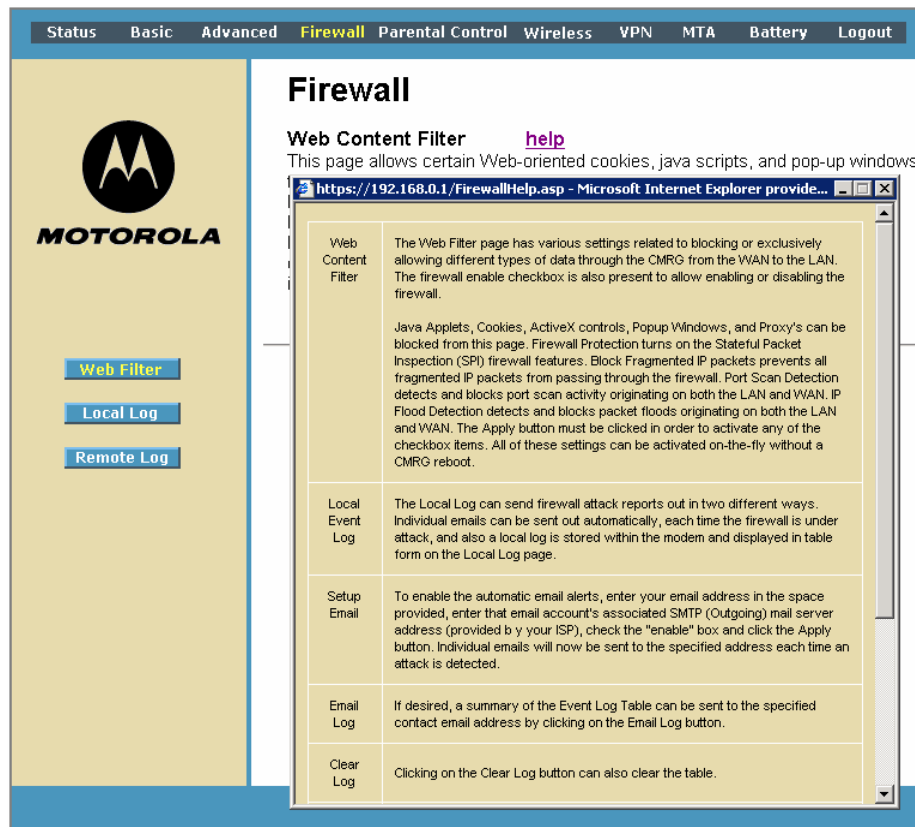 Status Basic Advanced Firewall Parental Control Wireless VPN MTA Battery Logout
MOTOROLA
Web Filter
Local Log
Remote Log
Firewall
Web Content Filter help
This page allows certain Web-oriented cookies, java scripts, and pop-up windows
https://192.168.0.1/FirewallHelp.asp - Microsoft Internet Explorer provide...
Web
Content
Filter
The Web Filter page has various settings related to blocking or exclusively
allowing different types of data through the CMRG from the WAN to the LAN.
The firewall enable checkbox is also present to allow enabling or disabling the
firewall.
Java Applets, Cookies, ActiveX controls, Popup Windows, and Proxy's can be
blocked from this page. Firewall Protection turns on the Stateful Packet
Inspection (SPI) firewall features. Block Fragmented IP packets prevents all
fragmented IP packets from passing through the firewall. Port Scan Detection
detects and blocks port scan activity originating on both the LAN and WAN. IP
Flood Detection detects and blocks packet floods originating on both the LAN
and WAN. The Apply button must be clicked in order to activate any of the
checkbox items. All of these settings can be activated on-the-fly without a
CMRG reboot.
Local
Event
Log
The Local Log can send firewall attack reports out in two different ways.
Individual emails can be sent out automatically, each time the firewall is under
attack, and also a local log is stored within the modem and displayed in table
form on the Local Log page.
Setup
Email
To enable the automatic email alerts, enter your email address in the space
provided, enter that email account's associated SMTP (Outgoing) mail server
address (provided b y your ISP), check the "enable" box and click the Apply
button. Individual emails will now be sent to the specified address each time an
attack is detected.
Email
Log
If desired, a summary of the Event Log Table can be sent to the specified
contact email address by clicking on the Email Log button.
Clear
Log
Clicking on the Clear Log button can also clear the table.